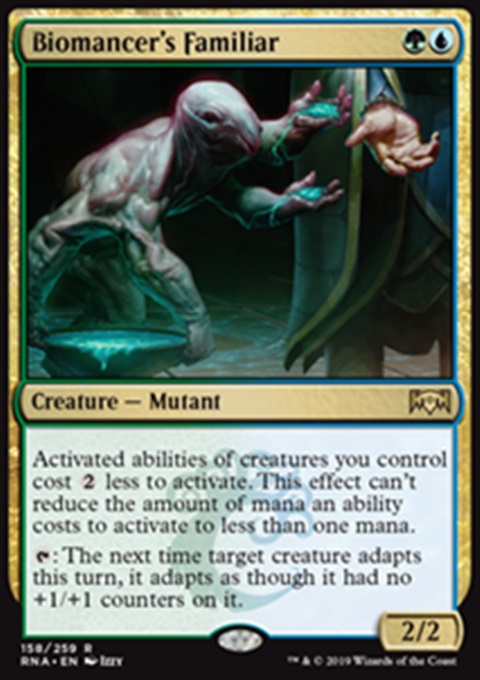 Biomancer's Familiar
Creature — Mutant
Activated abilities of creatures you control
cost 2 less to activate. This effect can't
reduce the amount of mana an ability
costs to activate to less than one mana.
: The next time target creature adapts
this turn, it adapts as though it had no
+1/+1 counters on it.
2/2
158/259 R
RNA • EN Izzy
™ & © 2019 Wizards of the Coast